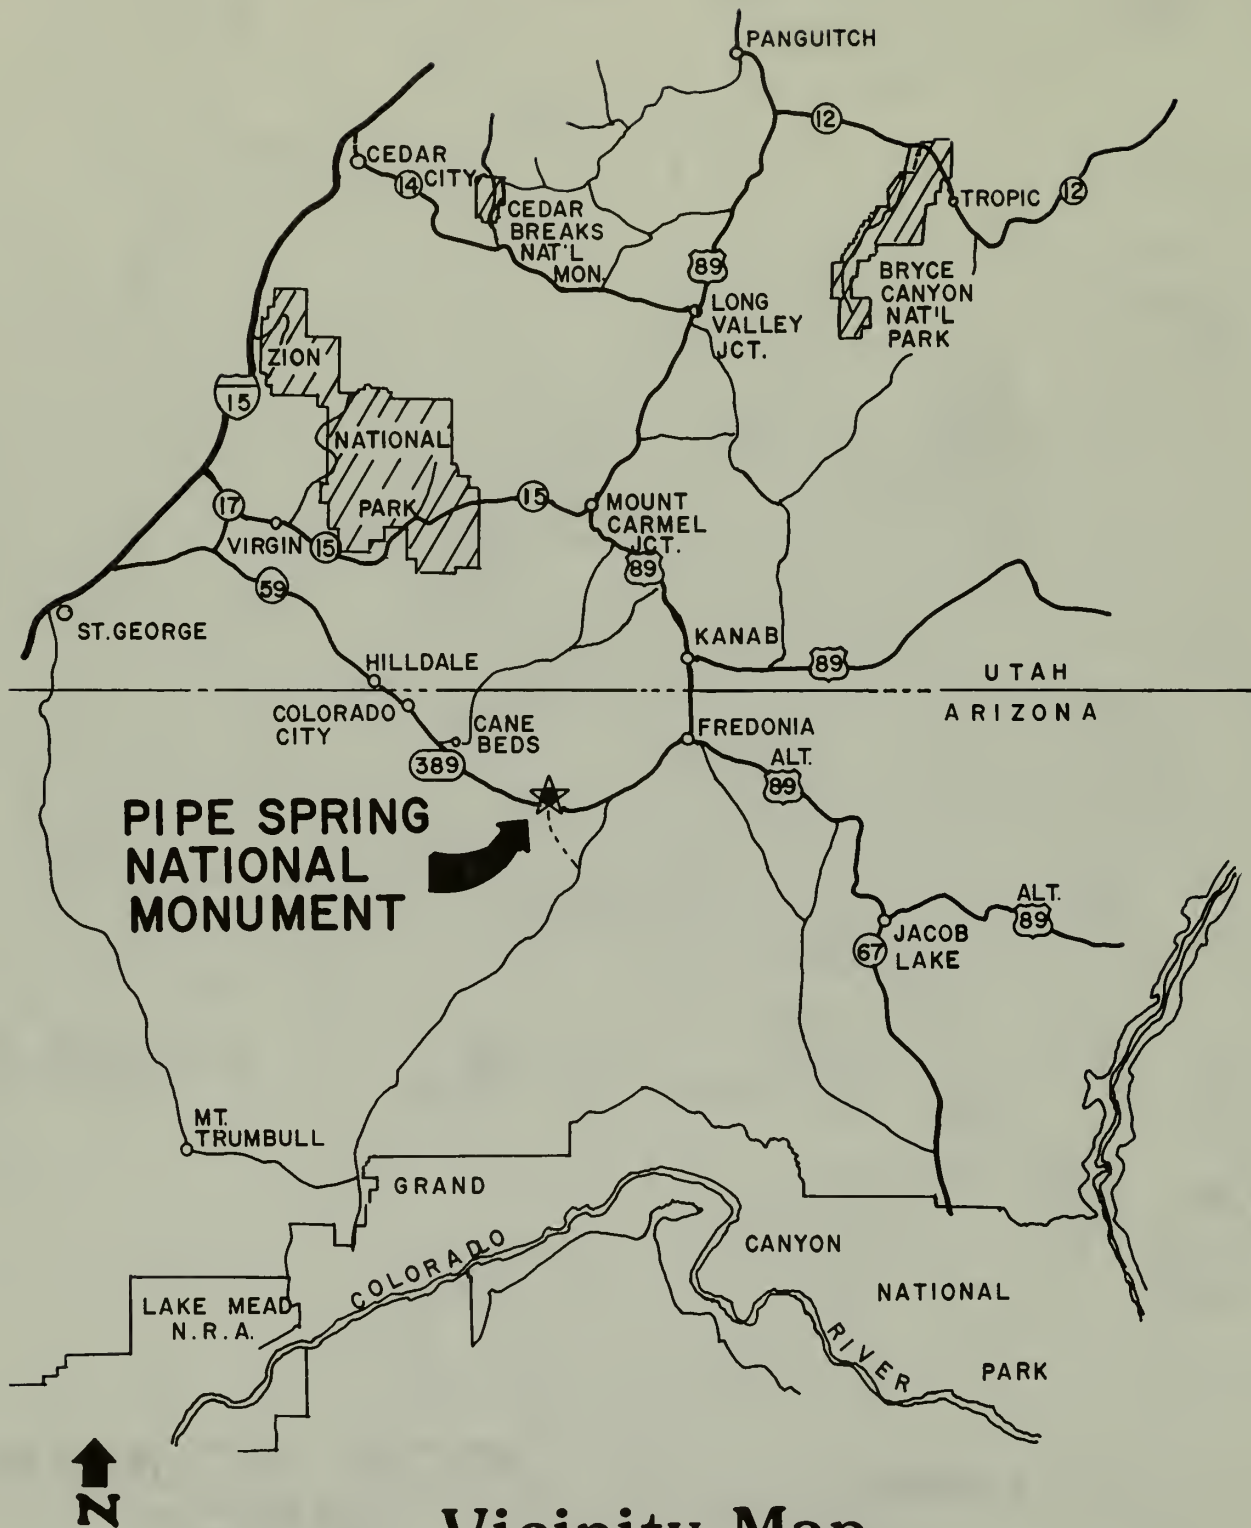 PANGUITCH
12
CEDAR
CITY
14
TROPIC
12
CEDAR
BREAKS
NAT'L
MON.
89
BRYCE
CANYON
NAT'L
PARK
LONG
VALLEY
JCT.
ZION
15
NATIONAL
PARK
15
MOUNT
CARMEL
JCT.
17
VIRGIN
15
89
59
ST. GEORGE
KANAB
HILLDALE
89
UTAH
ARIZONA
COLORADO
CITY
CANE
BEDS
FREDONIA
389
ALT.
89
PIPE SPRING
NATIONAL
MONUMENT
ALT.
89
JACOB
LAKE
67
MT.
TRUMBULL
GRAND
CANYON
NATIONAL
PARK
COLORADO
RIVER
LAKE MEAD
N.R.A.
N
Vicinity Map